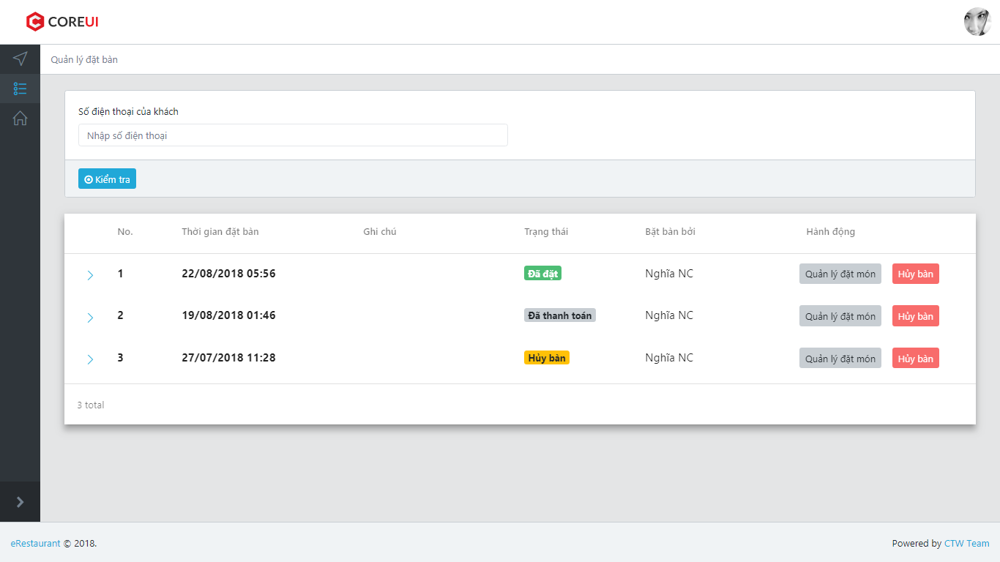 COREUI
Quản lý đặt bàn
Số điện thoại của khách
Nhập số điện thoại
Kiểm tra
No. Thời gian đặt bàn Ghi chú Trạng thái Bặt bàn bởi Hành động
1 22/08/2018 05:56 Đã đặt Nghĩa NC Quản lý đặt món Hủy bàn
2 19/08/2018 01:46 Đã thanh toán Nghĩa NC Quản lý đặt món Hủy bàn
3 27/07/2018 11:28 Hủy bàn Nghĩa NC Quản lý đặt món Hủy bàn
3 total
eRestaurant © 2018. Powered by CTW Team